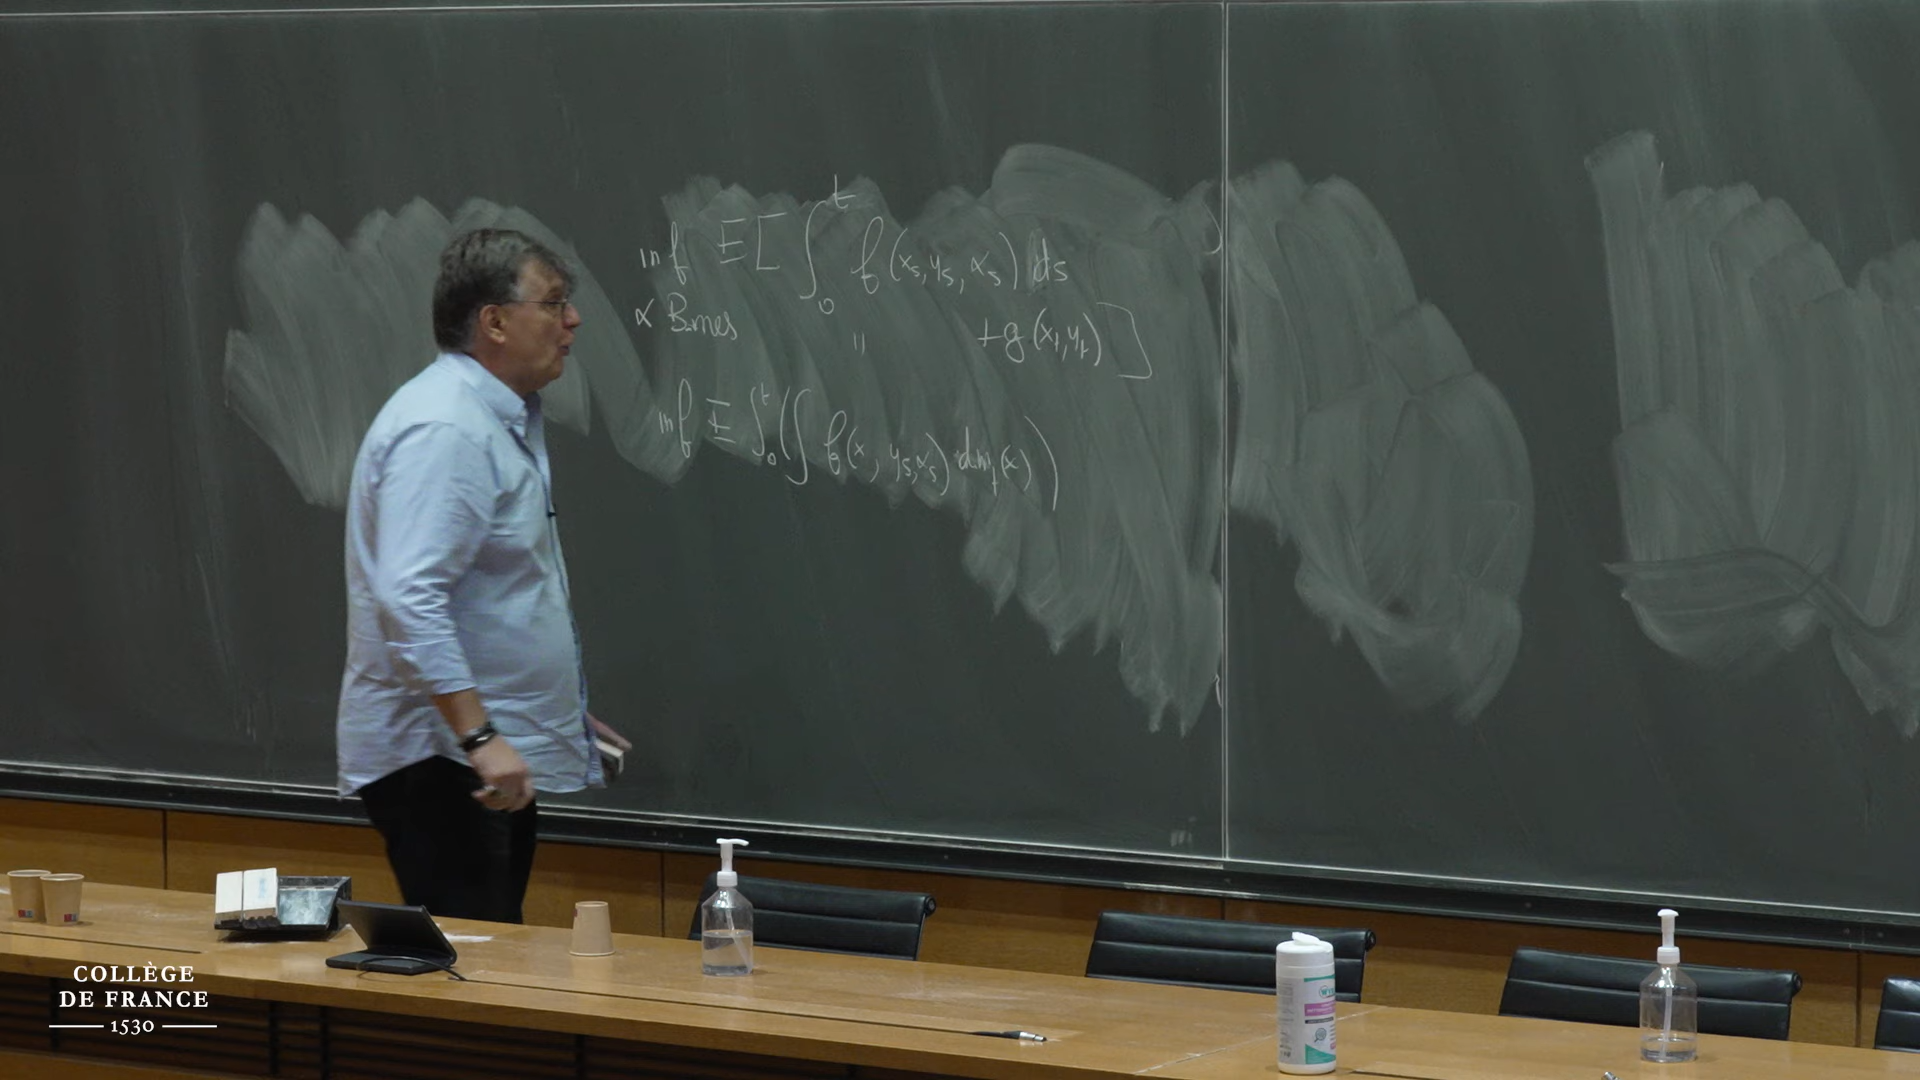 inf E[ ∫₀ᵗ f(xₛ, yₛ, αₛ) ds
α B-mes " + g(xₜ, yₜ) ]
inf E ∫₀ᵗ ( ∫ f(x, yₛ, αₛ) dmₜ(x) )
COLLÈGE
DE FRANCE
1530